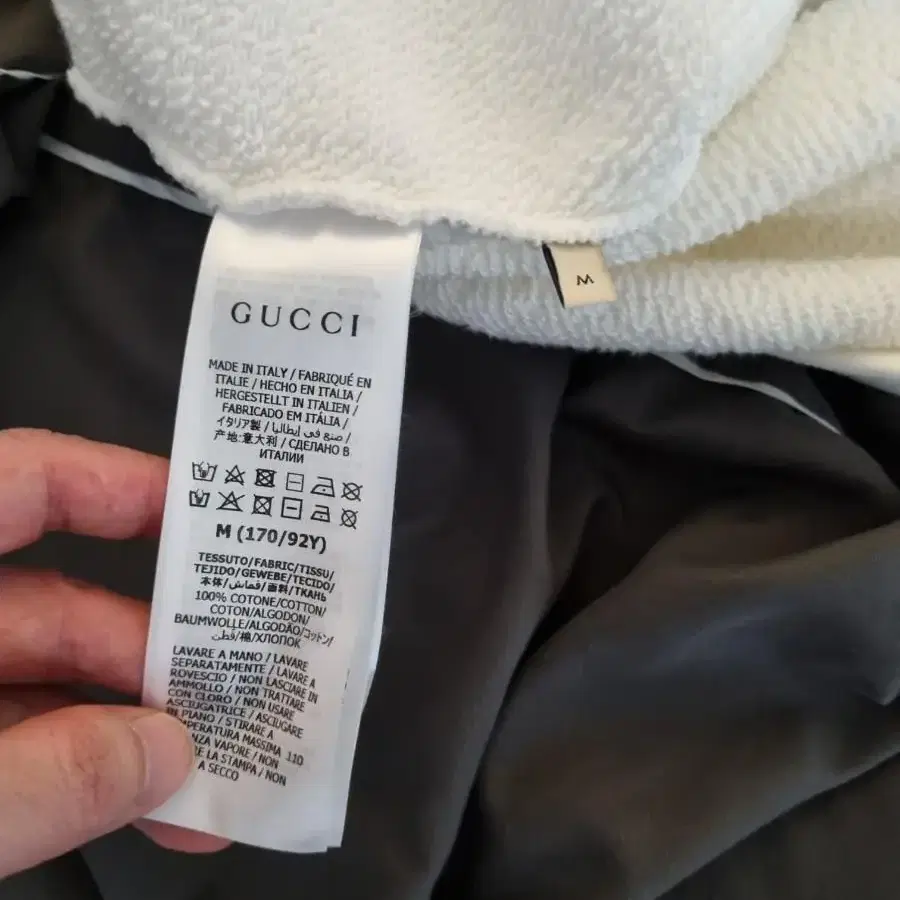 GUCCI
MADE IN ITALY / FABRIQUÉ EN
ITALIE / HECHO EN ITALIA /
HERGESTELLT IN ITALIEN /
FABRICADO EM ITÁLIA /
イタリア製 / صنع في إيطاليا /
产地:意大利 / СДЕЛАНО В
ИТАЛИИ
M (170/92Y)
TESSUTO/FABRIC/TISSU/
TEJIDO/GEWEBE/TECIDO/
本体/قماش/面料/ТКАНЬ
100% COTONE/COTTON/
COTON/ALGODON/
BAUMWOLLE/ALGODÃO/コットン/
قطن/棉/ХЛОПОК
LAVARE A MANO / LAVARE
SEPARATAMENTE / LAVARE A
ROVESCIO / NON LASCIARE IN
AMMOLLO / NON TRATTARE
CON CLORO / NON USARE
ASCIUGATRICE / ASCIUGARE
IN PIANO / STIRARE A
TEMPERATURA MASSIMA 110
NZA VAPORE / NON
RE LA STAMPA / NON
A SECCO
M